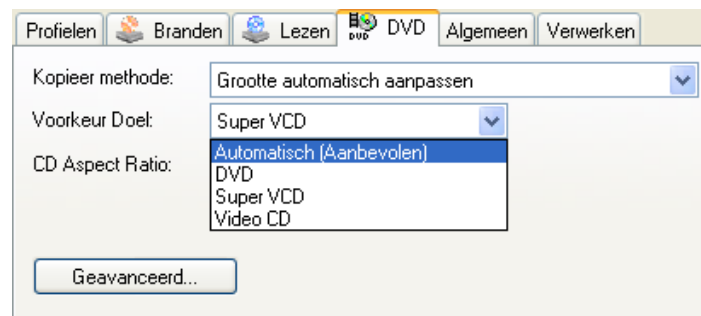 Profielen Branden Lezen DVD DVD Algemeen Verwerken
Kopieer methode: Grootte automatisch aanpassen
Voorkeur Doel: Super VCD
CD Aspect Ratio: Automatisch (Aanbevolen)
DVD
Super VCD
Video CD
Geavanceerd...